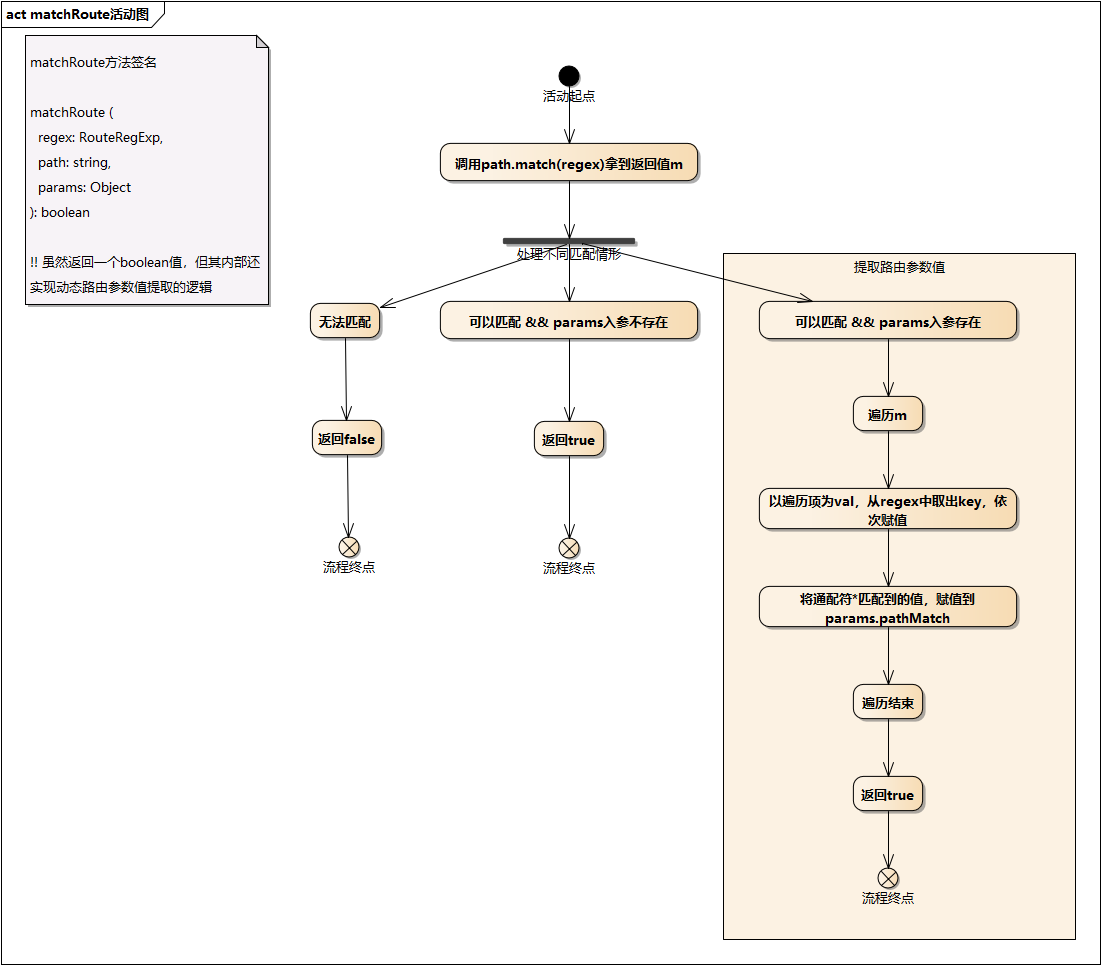 act matchRoute活动图
matchRoute方法签名
matchRoute (
regex: RouteRegExp,
path: string,
params: Object
): boolean
!! 虽然返回一个boolean值，但其内部还
实现动态路由参数值提取的逻辑
活动起点
调用path.match(regex)拿到返回值m
处理不同匹配情形
提取路由参数值
无法匹配
可以匹配 && params入参不存在
可以匹配 && params入参存在
遍历m
返回false
返回true
以遍历项为val，从regex中取出key，依
次赋值
流程终点
流程终点
将通配符*匹配到的值，赋值到
params.pathMatch
遍历结束
返回true
流程终点